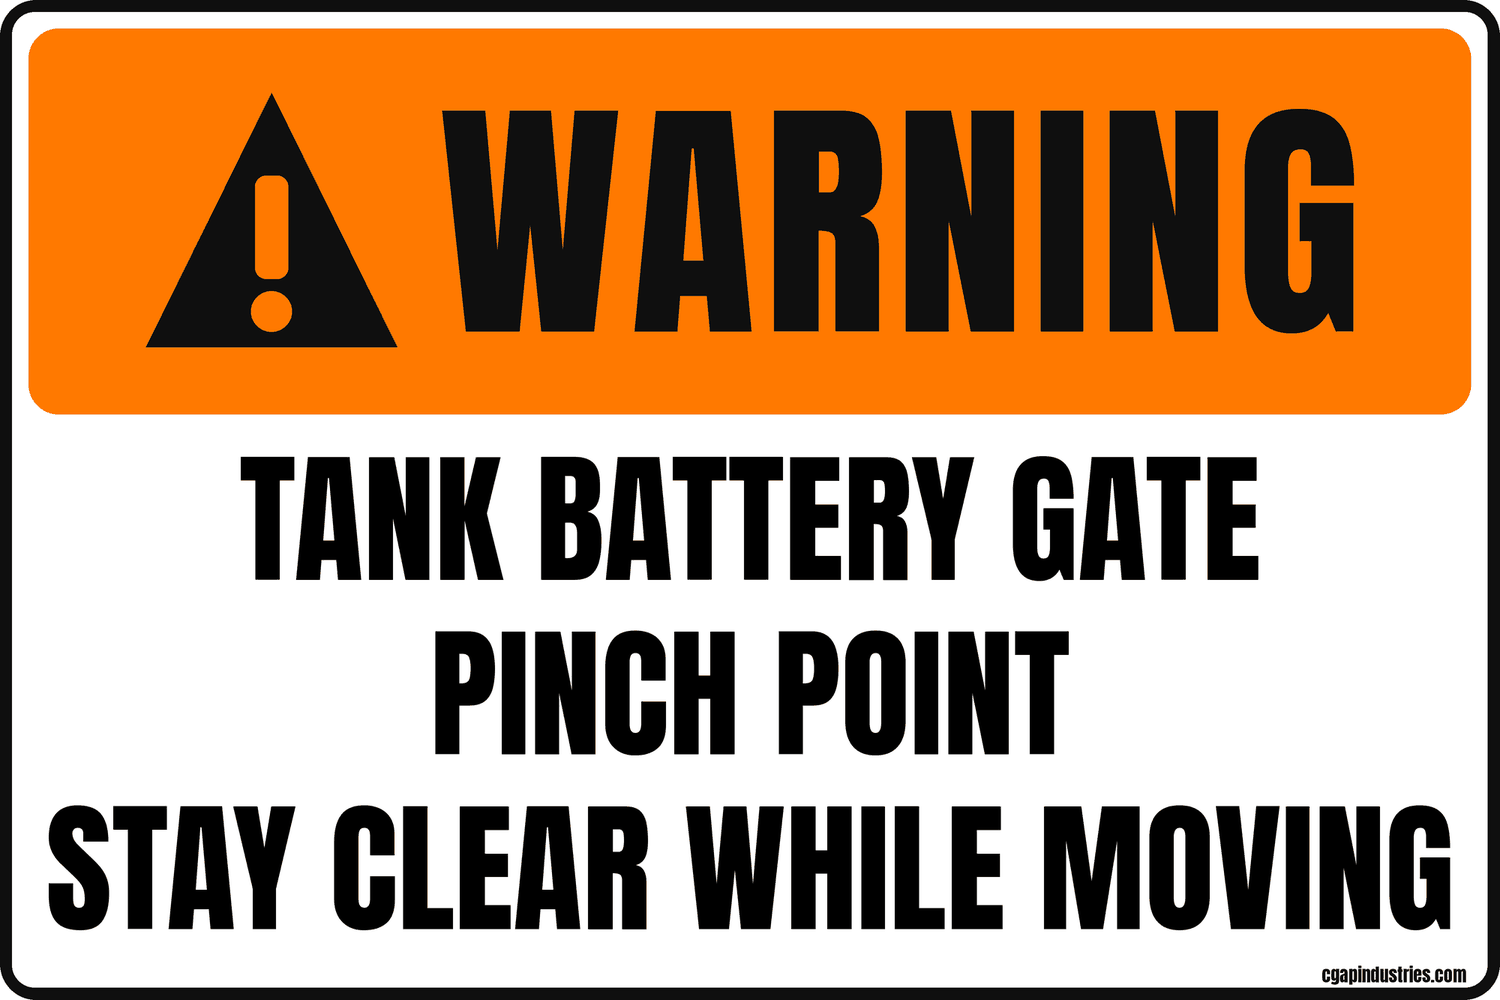 WARNING
TANK BATTERY GATE
PINCH POINT
STAY CLEAR WHILE MOVING
cgapindustries.com